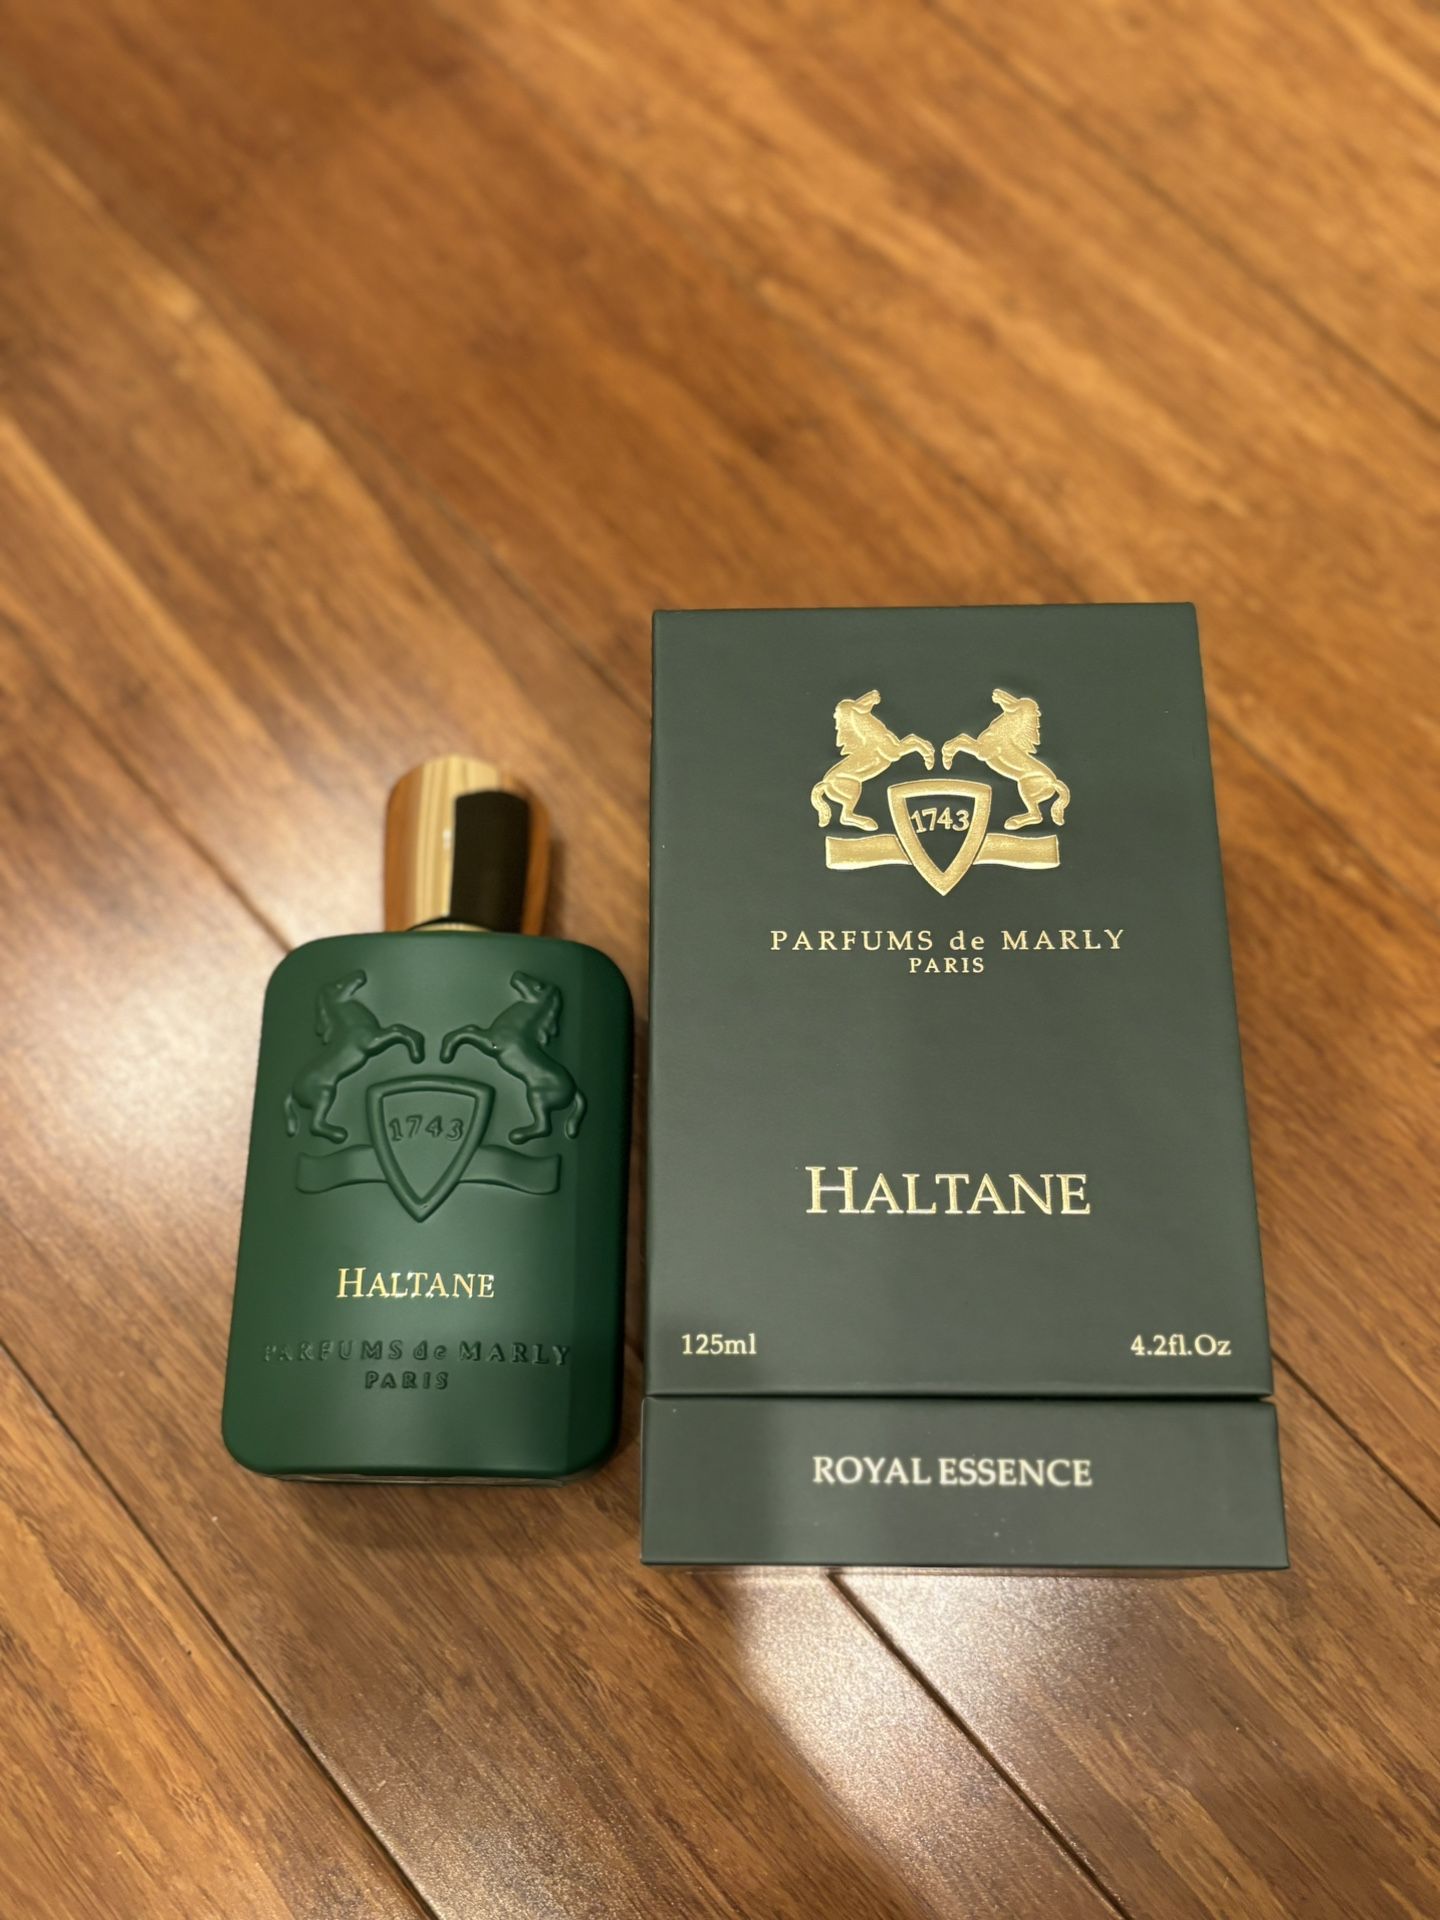 1743
HALTANE
PARFUMS de MARLY
PARIS
1743
PARFUMS de MARLY
PARIS
HALTANE
125ml 4.2fl.Oz
ROYAL ESSENCE